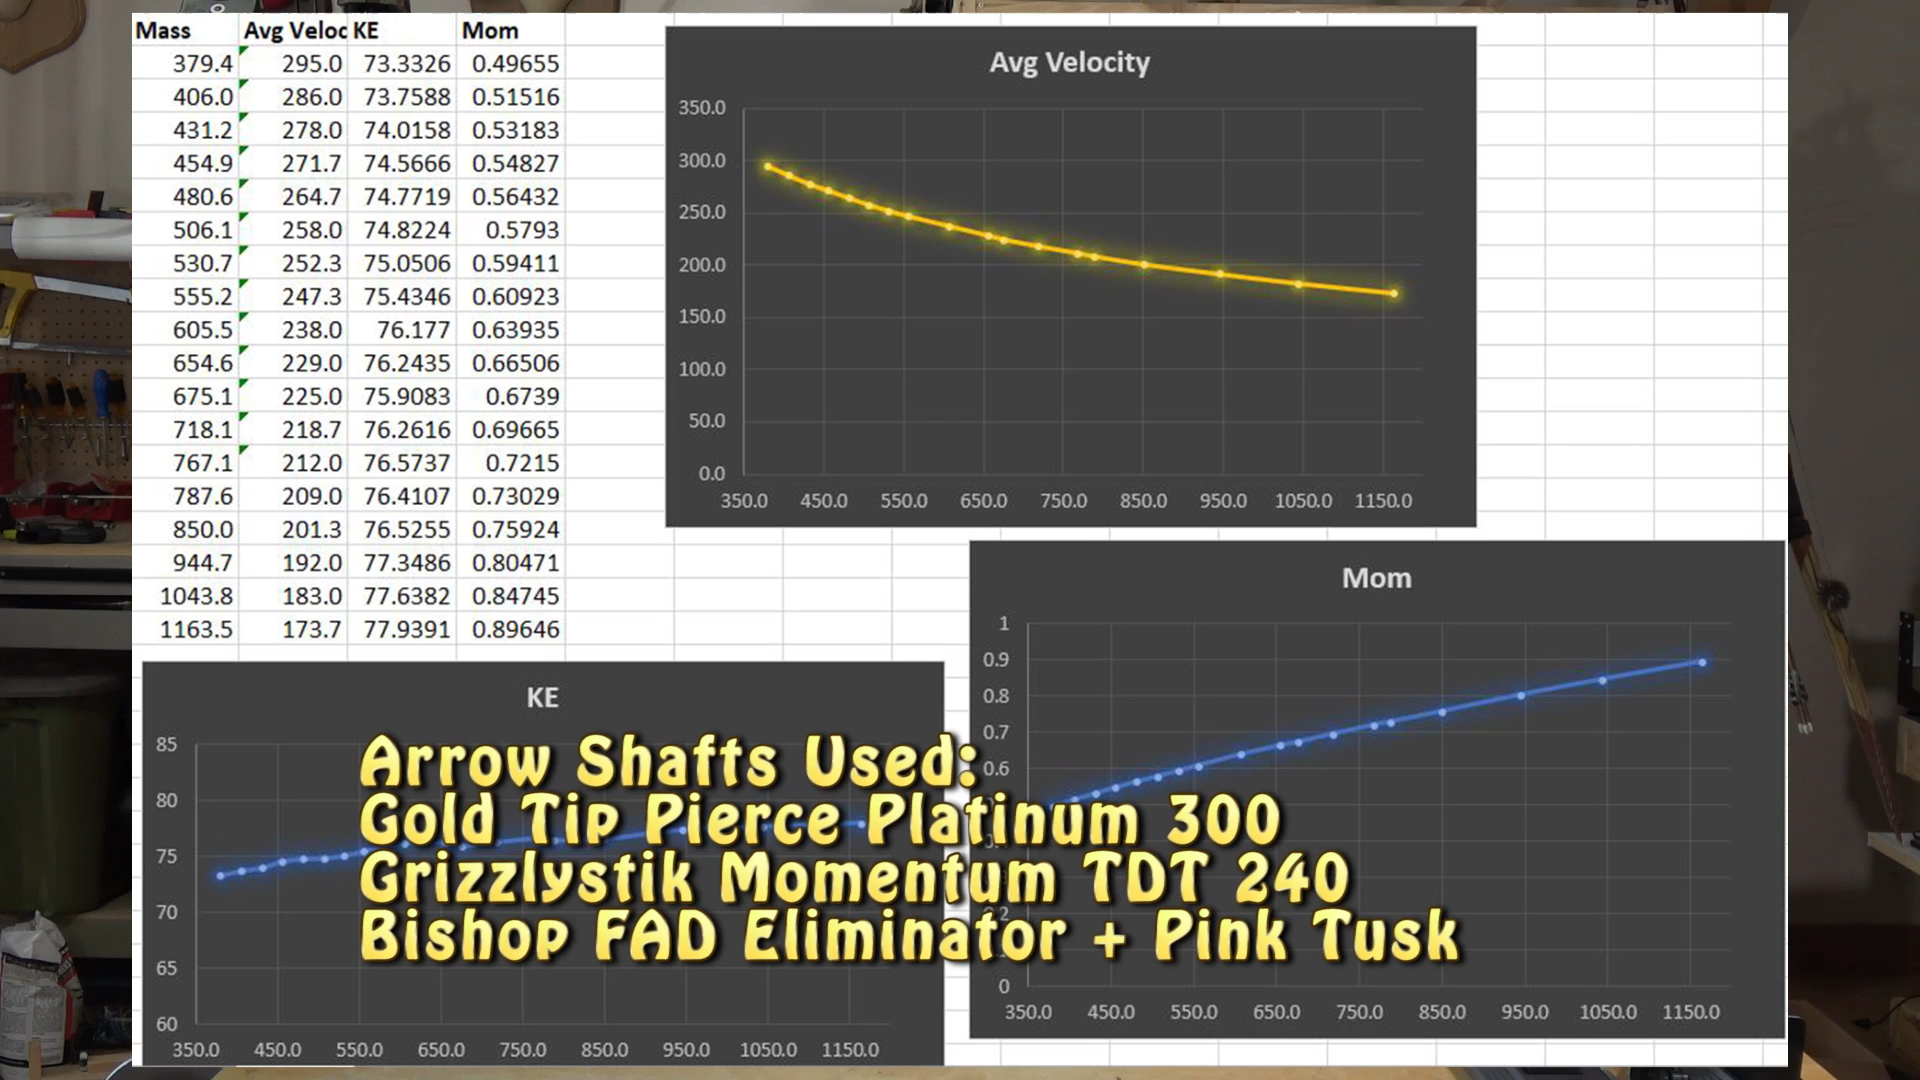 Mass Avg Veloc KE Mom
379.4 295.0 73.3326 0.49655
406.0 286.0 73.7588 0.51516
431.2 278.0 74.0158 0.53183
454.9 271.7 74.5666 0.54827
480.6 264.7 74.7719 0.56432
506.1 258.0 74.8224 0.5793
530.7 252.3 75.0506 0.59411
555.2 247.3 75.4346 0.60923
605.5 238.0 76.177 0.63935
654.6 229.0 76.2435 0.66506
675.1 225.0 75.9083 0.6739
718.1 218.7 76.2616 0.69665
767.1 212.0 76.5737 0.7215
787.6 209.0 76.4107 0.73029
850.0 201.3 76.5255 0.75924
944.7 192.0 77.3486 0.80471
1043.8 183.0 77.6382 0.84745
1163.5 173.7 77.9391 0.89646
Avg Velocity
350.0
300.0
250.0
200.0
150.0
100.0
50.0
0.0
350.0 450.0 550.0 650.0 750.0 850.0 950.0 1050.0 1150.0
Mom
1
0.9
0.8
0.7
0.6
0
350.0 450.0 550.0 650.0 750.0 850.0 950.0 1050.0 1150.0
KE
85
80
75
70
65
60
350.0 450.0 550.0 650.0 750.0 850.0 950.0 1050.0 1150.0
Arrow Shafts Used:
Gold Tip Pierce Platinum 300
Grizzlystik Momentum TDT 240
Bishop FAD Eliminator + Pink Tusk